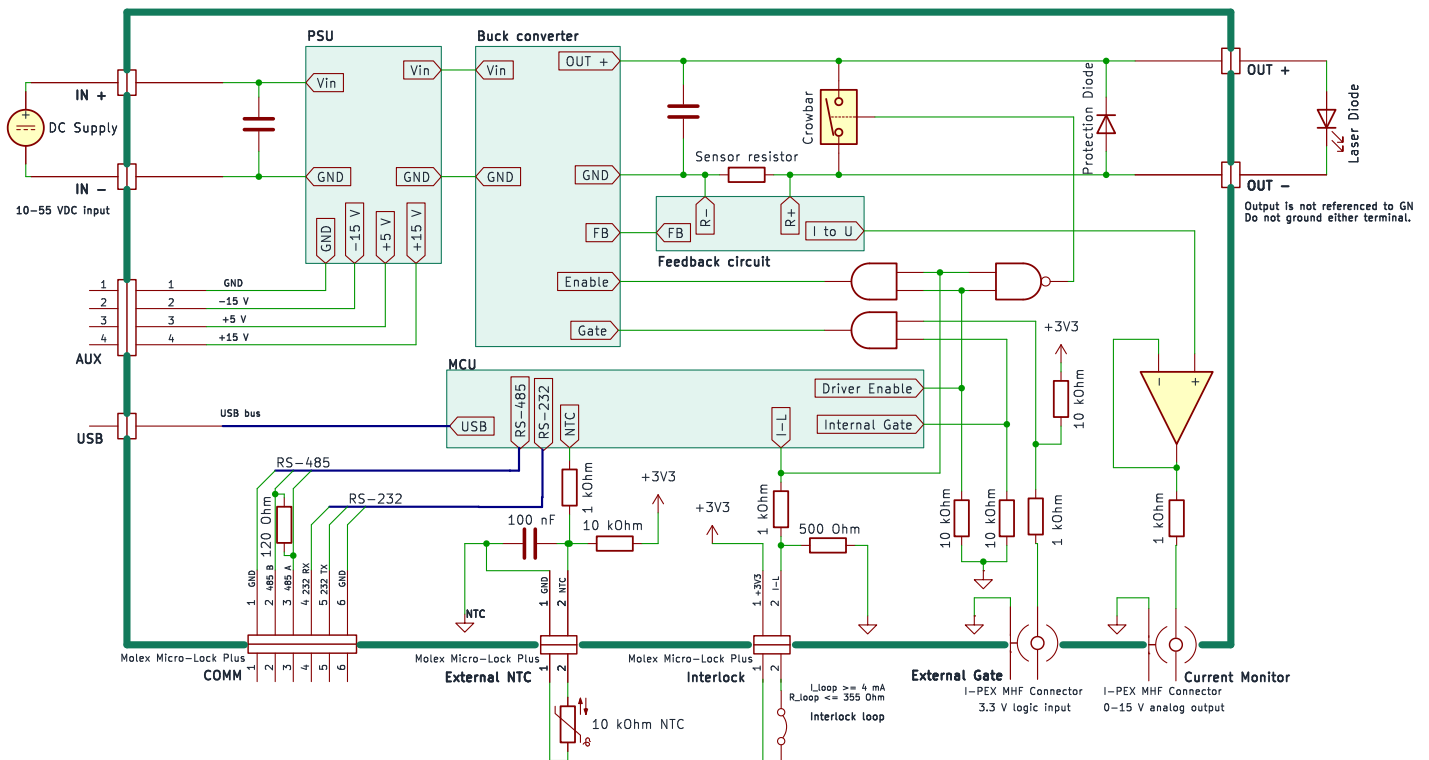 PSU
Buck converter
Vin
GND
GND
-15 V
+5 V
+15 V
Vin
GND
Vin
GND
OUT +
GND
FB
Enable
Gate
IN +
DC Supply
+
IN -
10-55 VDC input
Crowbar
Protection Diode
OUT +
Laser Diode
OUT -
Output is not referenced to GN
Do not ground either terminal.
Sensor resistor
R-
R+
FB
I to U
Feedback circuit
1 1 GND
2 2 -15 V
3 3 +5 V
4 4 +15 V
AUX
USB
USB bus
MCU
USB
RS-485
RS-232
NTC
I-L
Driver Enable
Internal Gate
+3V3
10 kOhm
- +
RS-485
RS-232
120 Ohm
100 nF
1 kOhm
10 kOhm
+3V3
+3V3
1 kOhm
500 Ohm
10 kOhm
10 kOhm
1 kOhm
1 kOhm
1 GND
2 485 B
3 485 A
4 232 RX
5 232 TX
6 GND
NTC
1 GND
2 NTC
1 +3V3
2 I-L
Molex Micro-Lock Plus
COMM
1
2
3
4
5
6
Molex Micro-Lock Plus
External NTC
1
2
10 kOhm NTC
Molex Micro-Lock Plus
Interlock
1
2
I_loop >= 4 mA
R_loop <= 355 Ohm
Interlock loop
External Gate
I-PEX MHF Connector
3.3 V logic input
Current Monitor
I-PEX MHF Connector
0-15 V analog output